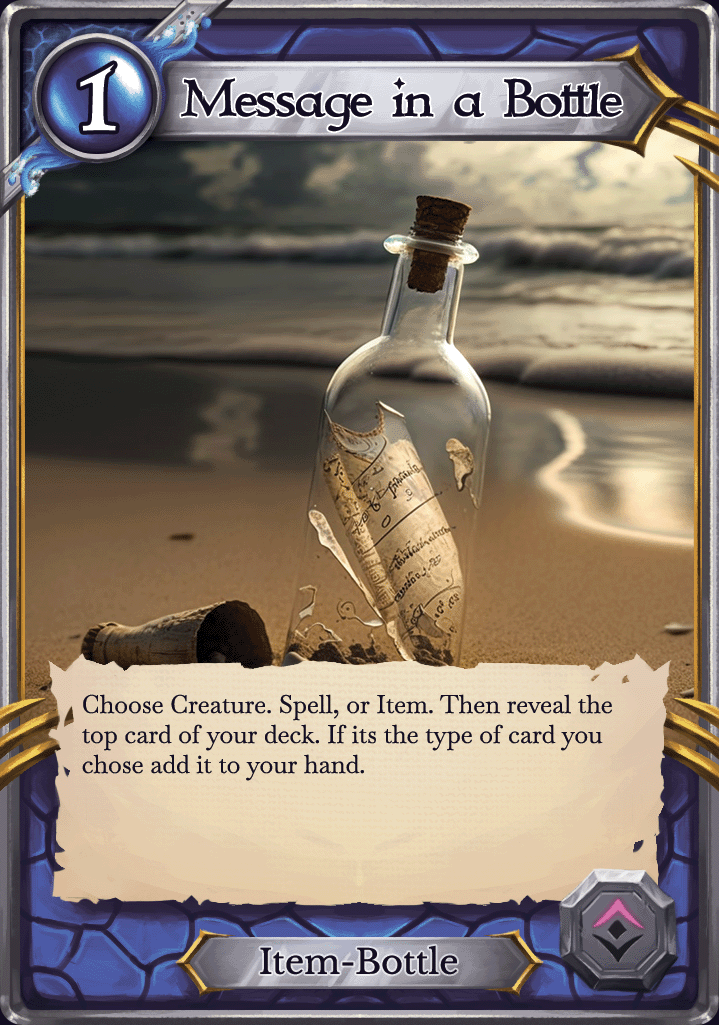 1
Message in a Bottle
Choose Creature. Spell, or Item. Then reveal the
top card of your deck. If its the type of card you
chose add it to your hand.
Item-Bottle